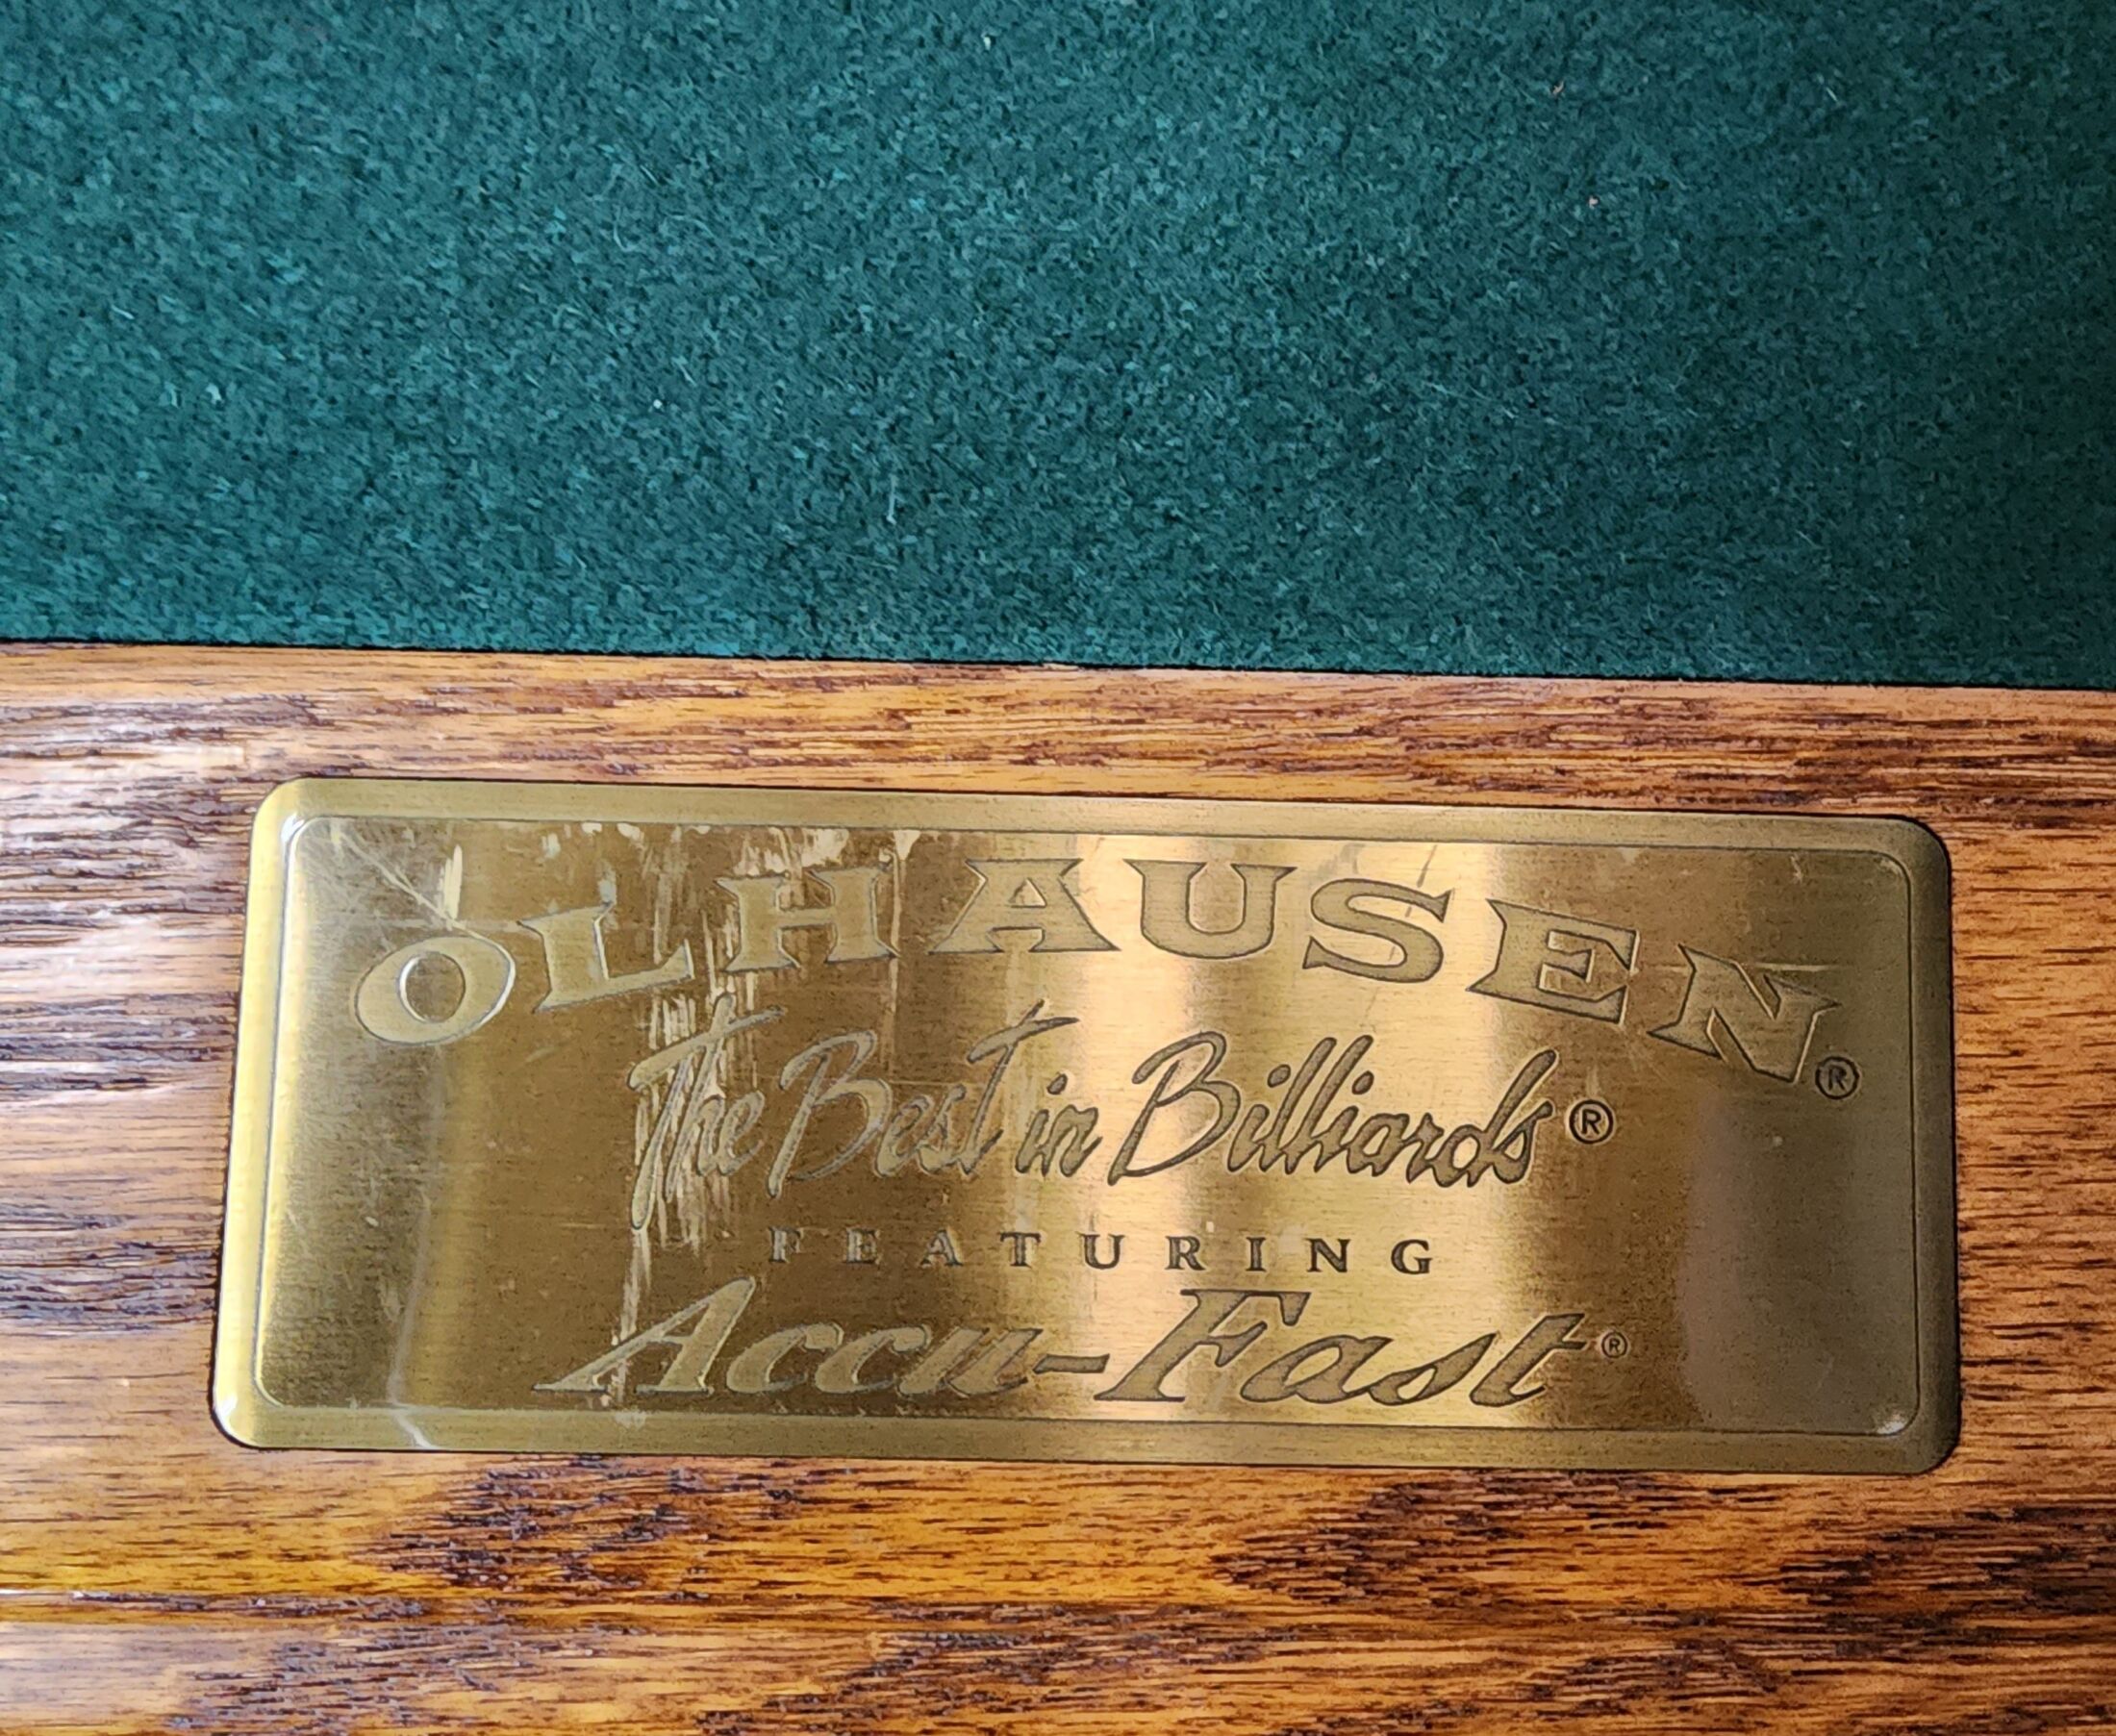 OLHAUSEN®
The Best in Billiards®
FEATURING
Accu-Fast®